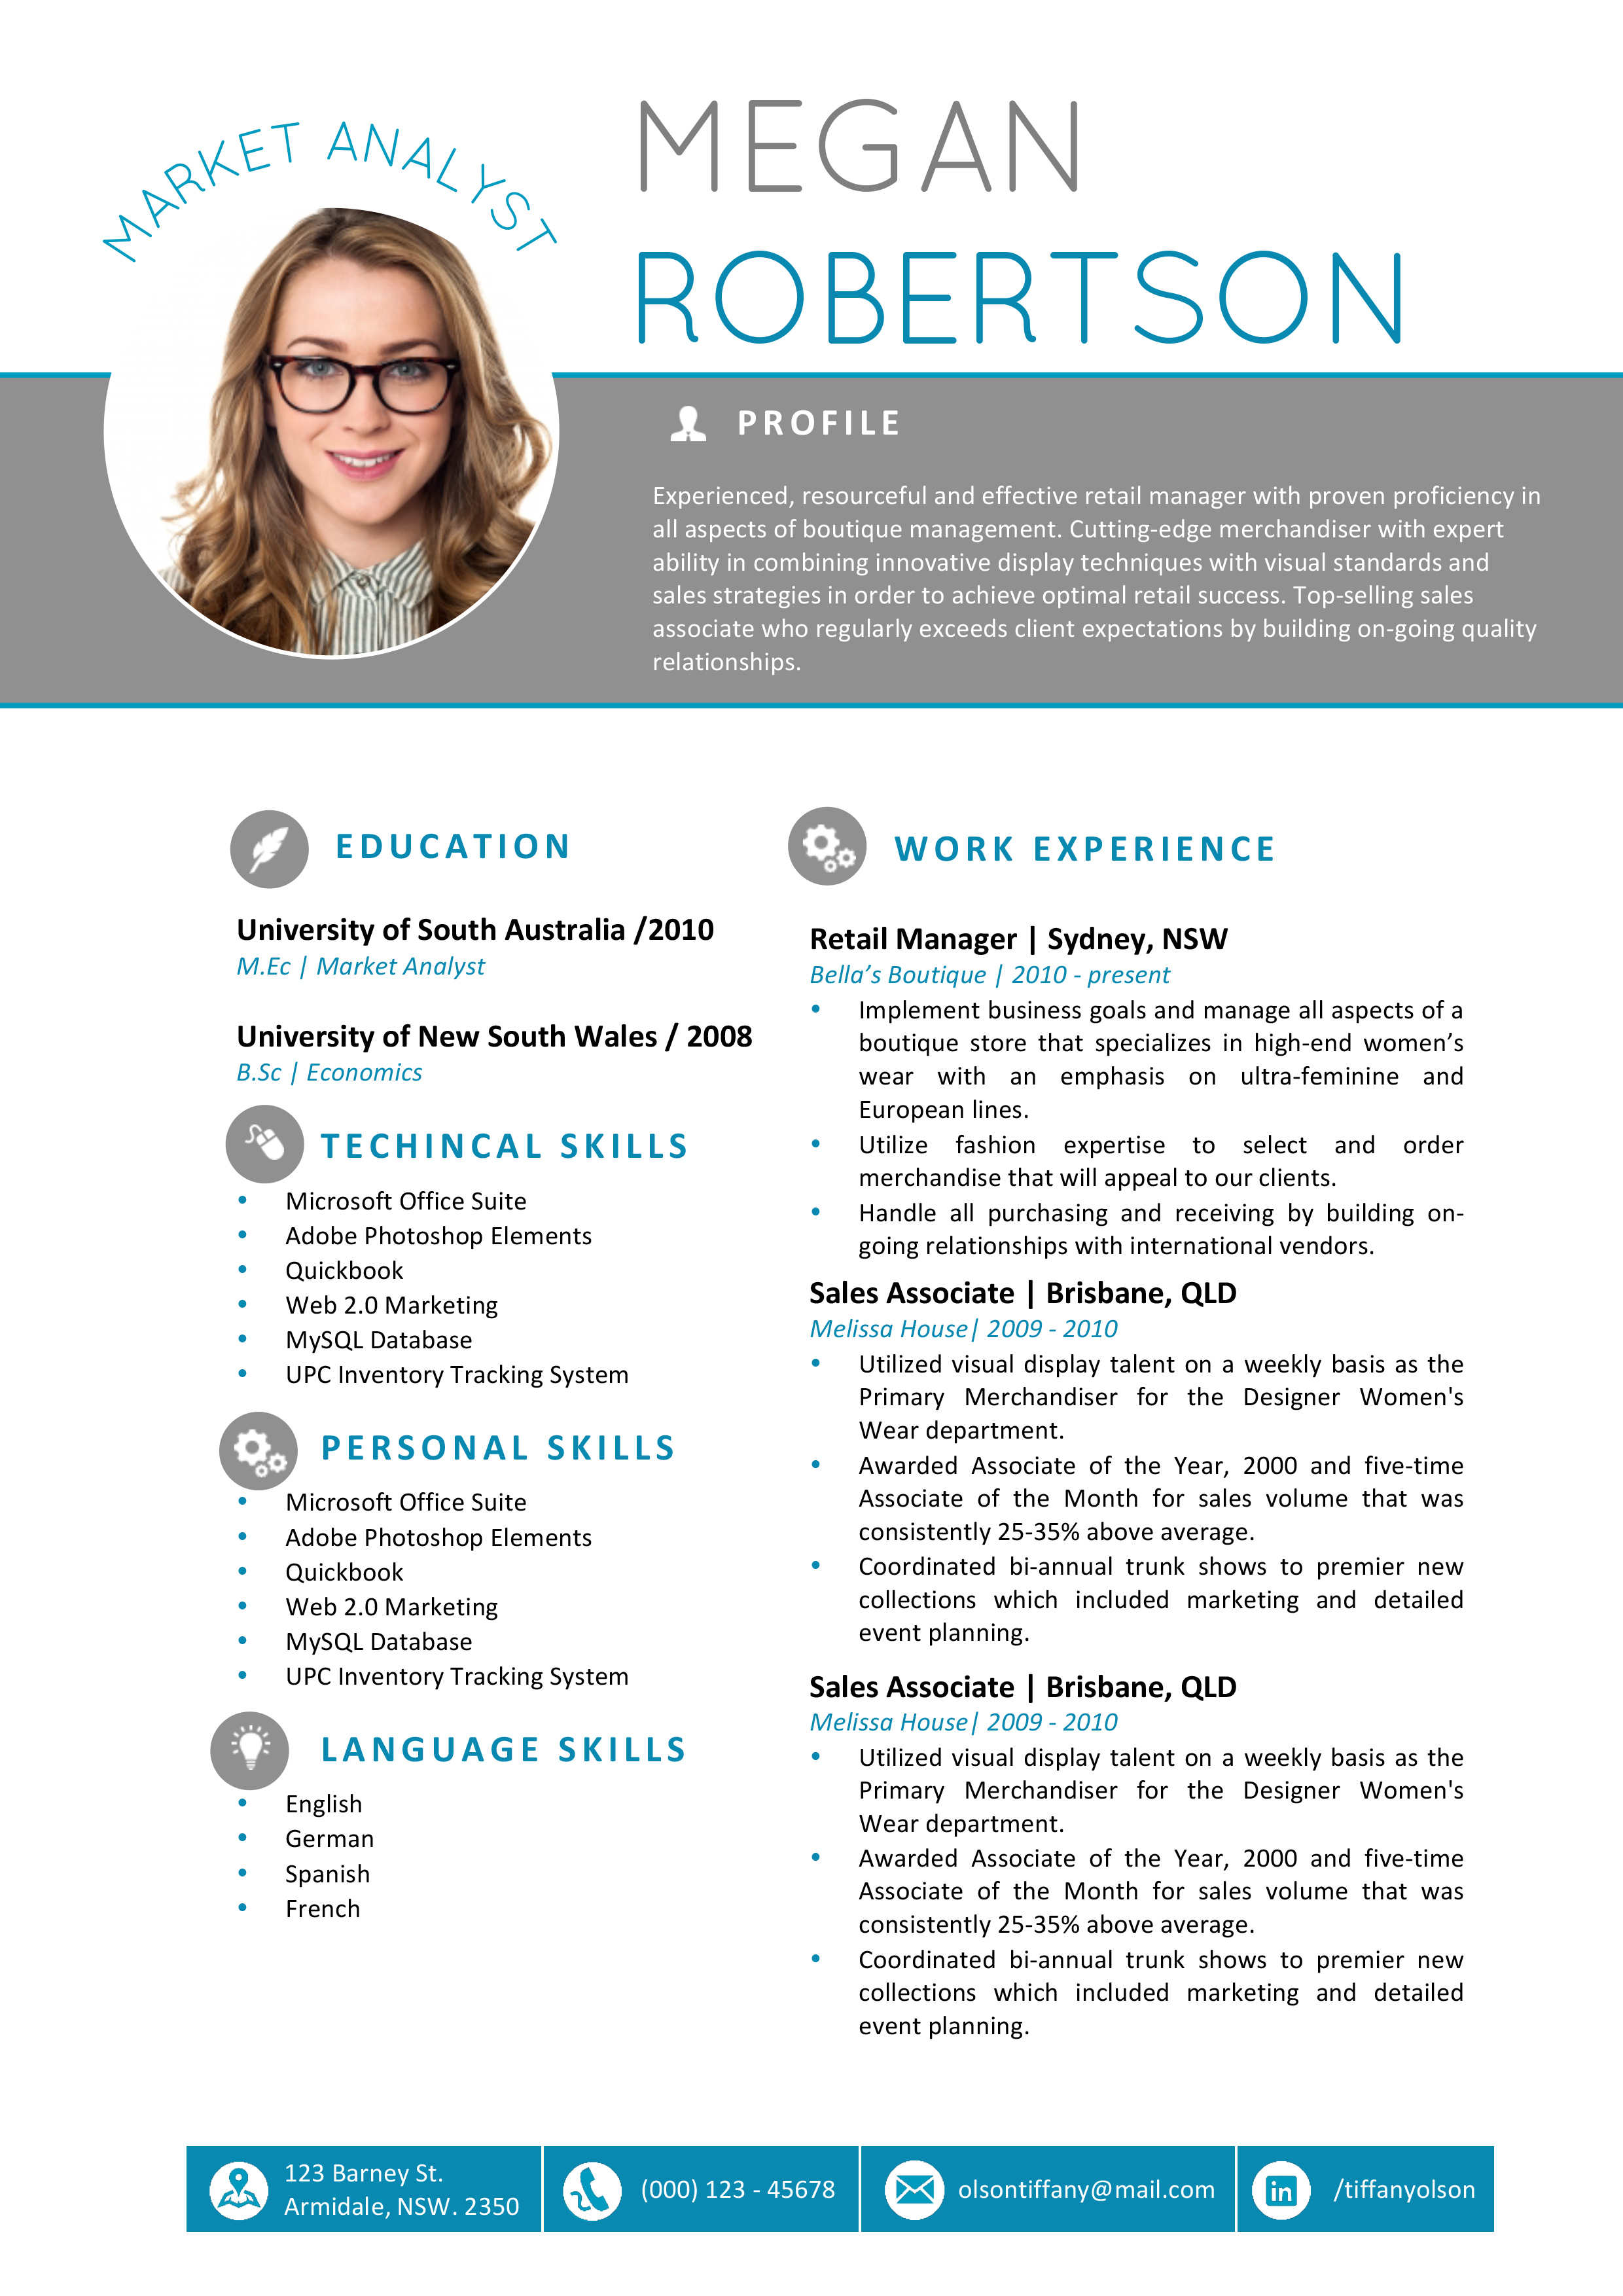 MARKET ANALYST
MEGAN
ROBERTSON
PROFILE
Experienced, resourceful and effective retail manager with proven proficiency in
all aspects of boutique management. Cutting-edge merchandiser with expert
ability in combining innovative display techniques with visual standards and
sales strategies in order to achieve optimal retail success. Top-selling sales
associate who regularly exceeds client expectations by building on-going quality
relationships.
EDUCATION
University of South Australia /2010
M.Ec | Market Analyst
University of New South Wales / 2008
B.Sc | Economics
TECHINCAL SKILLS
• Microsoft Office Suite
• Adobe Photoshop Elements
• Quickbook
• Web 2.0 Marketing
• MySQL Database
• UPC Inventory Tracking System
PERSONAL SKILLS
• Microsoft Office Suite
• Adobe Photoshop Elements
• Quickbook
• Web 2.0 Marketing
• MySQL Database
• UPC Inventory Tracking System
LANGUAGE SKILLS
• English
• German
• Spanish
• French
WORK EXPERIENCE
Retail Manager | Sydney, NSW
Bella’s Boutique | 2010 - present
• Implement business goals and manage all aspects of a
boutique store that specializes in high-end women’s
wear with an emphasis on ultra-feminine and
European lines.
• Utilize fashion expertise to select and order
merchandise that will appeal to our clients.
• Handle all purchasing and receiving by building on-
going relationships with international vendors.
Sales Associate | Brisbane, QLD
Melissa House| 2009 - 2010
• Utilized visual display talent on a weekly basis as the
Primary Merchandiser for the Designer Women's
Wear department.
• Awarded Associate of the Year, 2000 and five-time
Associate of the Month for sales volume that was
consistently 25-35% above average.
• Coordinated bi-annual trunk shows to premier new
collections which included marketing and detailed
event planning.
Sales Associate | Brisbane, QLD
Melissa House| 2009 - 2010
• Utilized visual display talent on a weekly basis as the
Primary Merchandiser for the Designer Women's
Wear department.
• Awarded Associate of the Year, 2000 and five-time
Associate of the Month for sales volume that was
consistently 25-35% above average.
• Coordinated bi-annual trunk shows to premier new
collections which included marketing and detailed
event planning.
123 Barney St.
Armidale, NSW. 2350
(000) 123 - 45678
olsontiffany@mail.com
in
/tiffanyolson